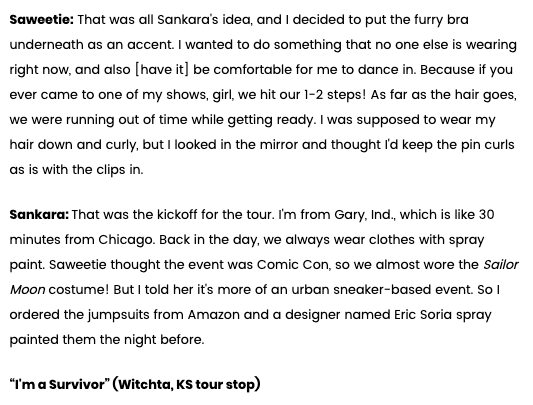 Saweetie: That was all Sankara's idea, and I decided to put the furry bra
underneath as an accent. I wanted to do something that no one else is wearing
right now, and also [have it] be comfortable for me to dance in. Because if you
ever came to one of my shows, girl, we hit our 1-2 steps! As far as the hair goes,
we were running out of time while getting ready. I was supposed to wear my
hair down and curly, but I looked in the mirror and thought I'd keep the pin curls
as is with the clips in.
Sankara: That was the kickoff for the tour. I'm from Gary, Ind., which is like 30
minutes from Chicago. Back in the day, we always wear clothes with spray
paint. Saweetie thought the event was Comic Con, so we almost wore the Sailor
Moon costume! But I told her it's more of an urban sneaker-based event. So I
ordered the jumpsuits from Amazon and a designer named Eric Soria spray
painted them the night before.
"I'm a Survivor" (Witchta, KS tour stop)